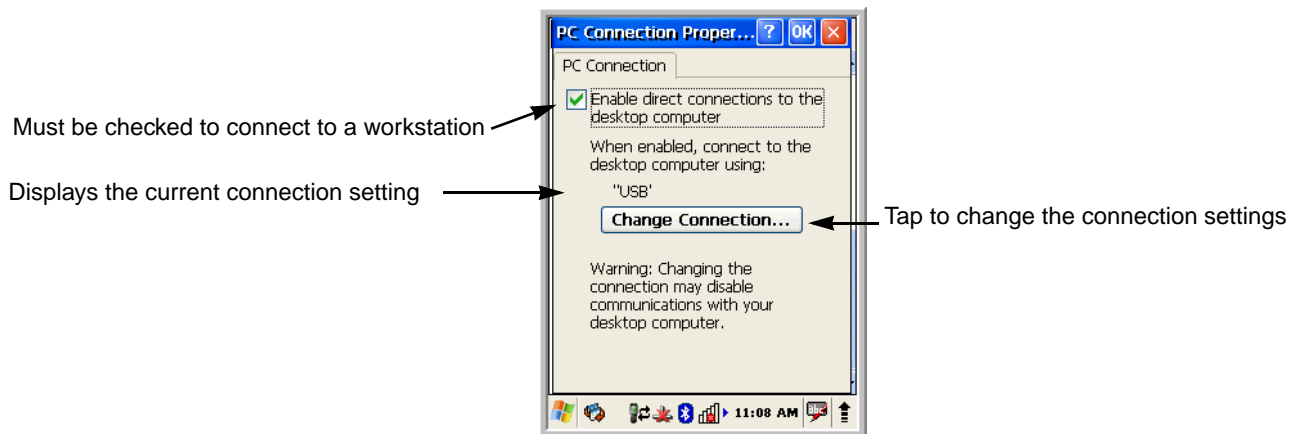 PC Connection Proper... ? OK
PC Connection
Enable direct connections to the
desktop computer
Must be checked to connect to a workstation
When enabled, connect to the
desktop computer using:
Displays the current connection setting
"USB'
Change Connection...
Tap to change the connection settings
Warning: Changing the
connection may disable
communications with your
desktop computer.
11:08 AM